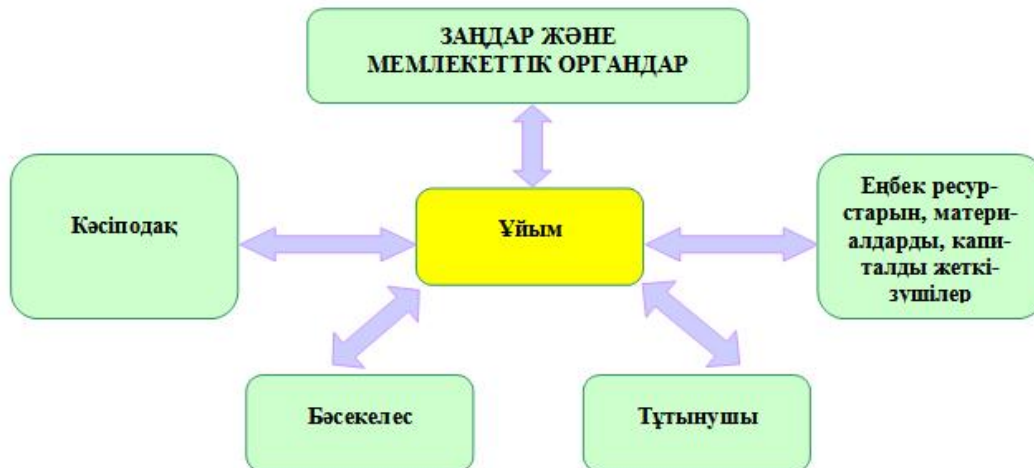 ЗАҢДАР ЖӘНЕ
МЕМЛЕКЕТТІК ОРГАНДАР
Кәсіподақ
Ұйым
Еңбек ресур-
старын, матери-
алдарды, капи-
талды жеткі-
зушілер
Бәсекелес
Тұтынушы